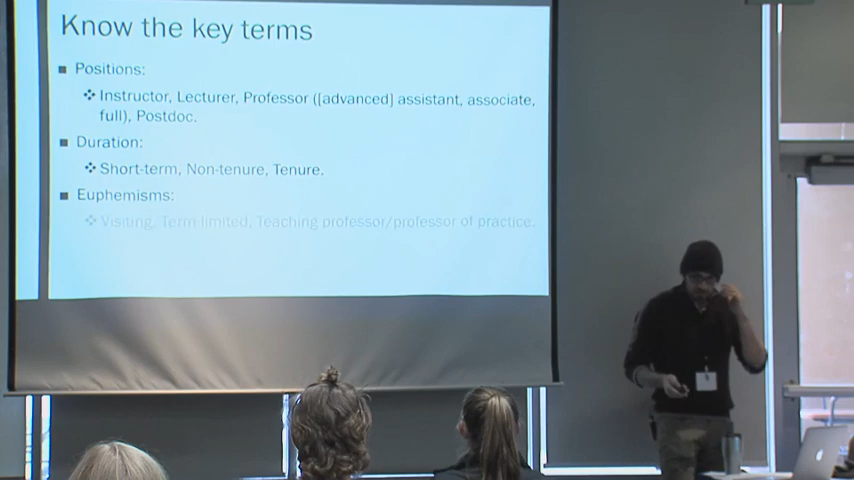 Know the key terms
Positions:
Instructor, Lecturer, Professor ([advanced] assistant, associate,
full), Postdoc.
Duration:
Short-term, Non-tenure, Tenure.
Euphemisms:
Visiting, Term limited, Teaching professor/professor of practice.